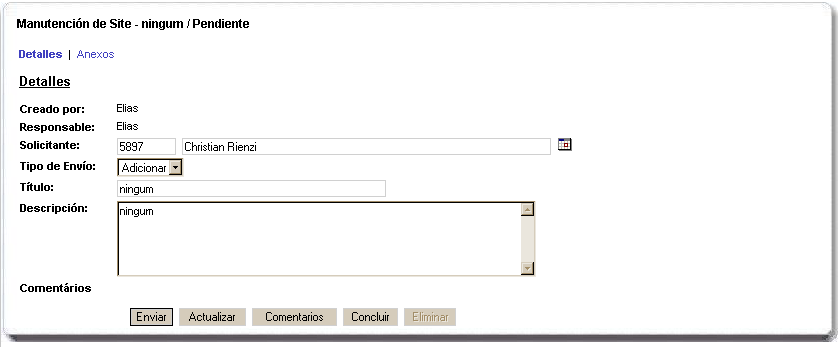 Manutención de Site - ningum / Pendiente
Detalles | Anexos
Detalles
Creado por: Elias
Responsable: Elias
Solicitante: 5897 Christian Rienzi
Tipo de Envío: Adicionar
Título: ningum
Descripción: ningum
Comentários
Enviar Actualizar Comentarios Concluir Eliminar